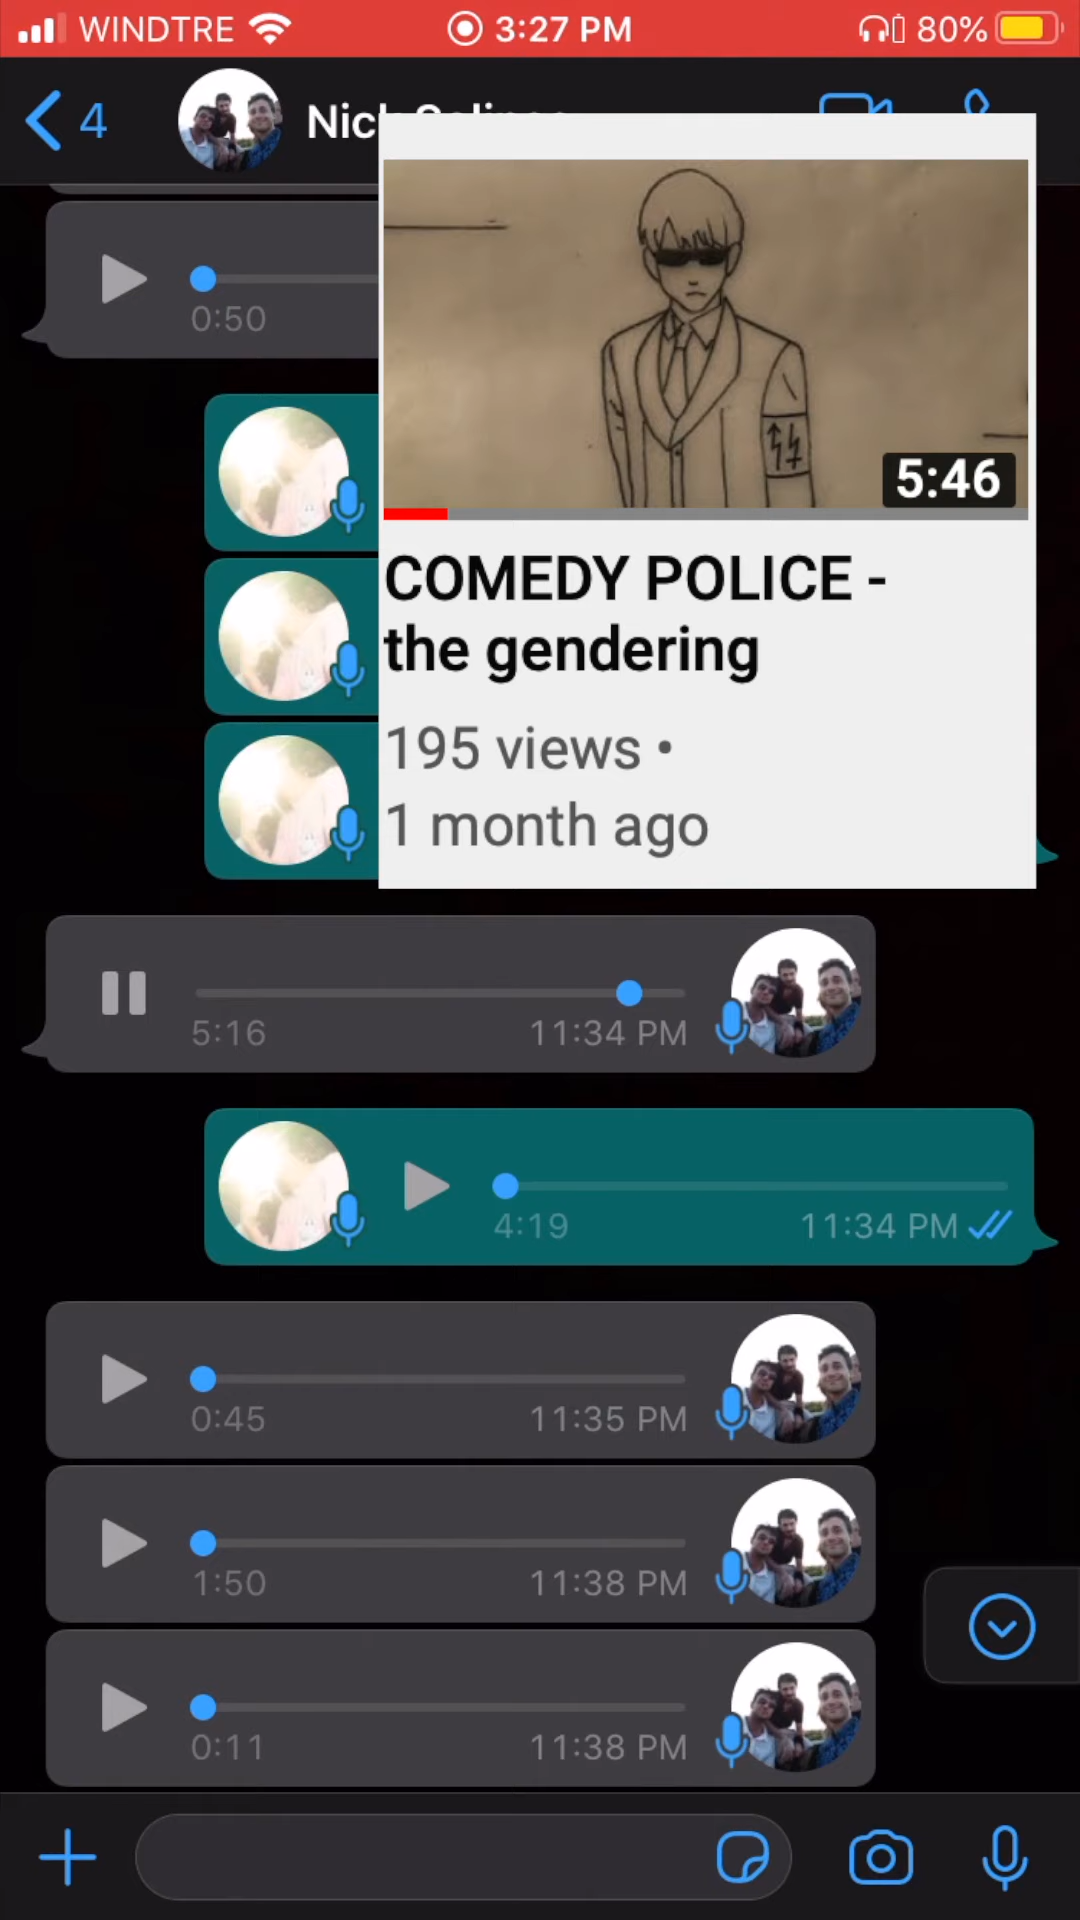 WINDTRE 3:27 PM 80%
4
0:50
5:46
COMEDY POLICE -
the gendering
195 views •
1 month ago
5:16 11:34 PM
4:19 11:34 PM
0:45 11:35 PM
1:50 11:38 PM
0:11 11:38 PM